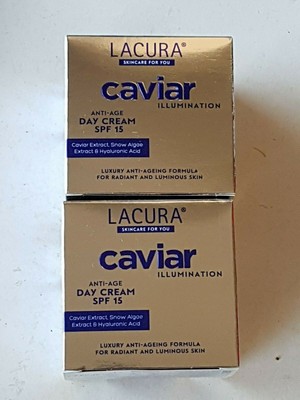 LACURA®
SKINCARE FOR YOU
caviar
ILLUMINATION
ANTI-AGE
DAY CREAM
SPF 15
Caviar Extract, Snow Algae
Extract & Hyaluronic Acid
LUXURY ANTI-AGEING FORMULA
FOR RADIANT AND LUMINOUS SKIN
LACURA®
SKINCARE FOR YOU
caviar
ILLUMINATION
ANTI-AGE
DAY CREAM
SPF 15
Caviar Extract, Snow Algae
Extract & Hyaluronic Acid
LUXURY ANTI-AGEING FORMULA
FOR RADIANT AND LUMINOUS SKIN